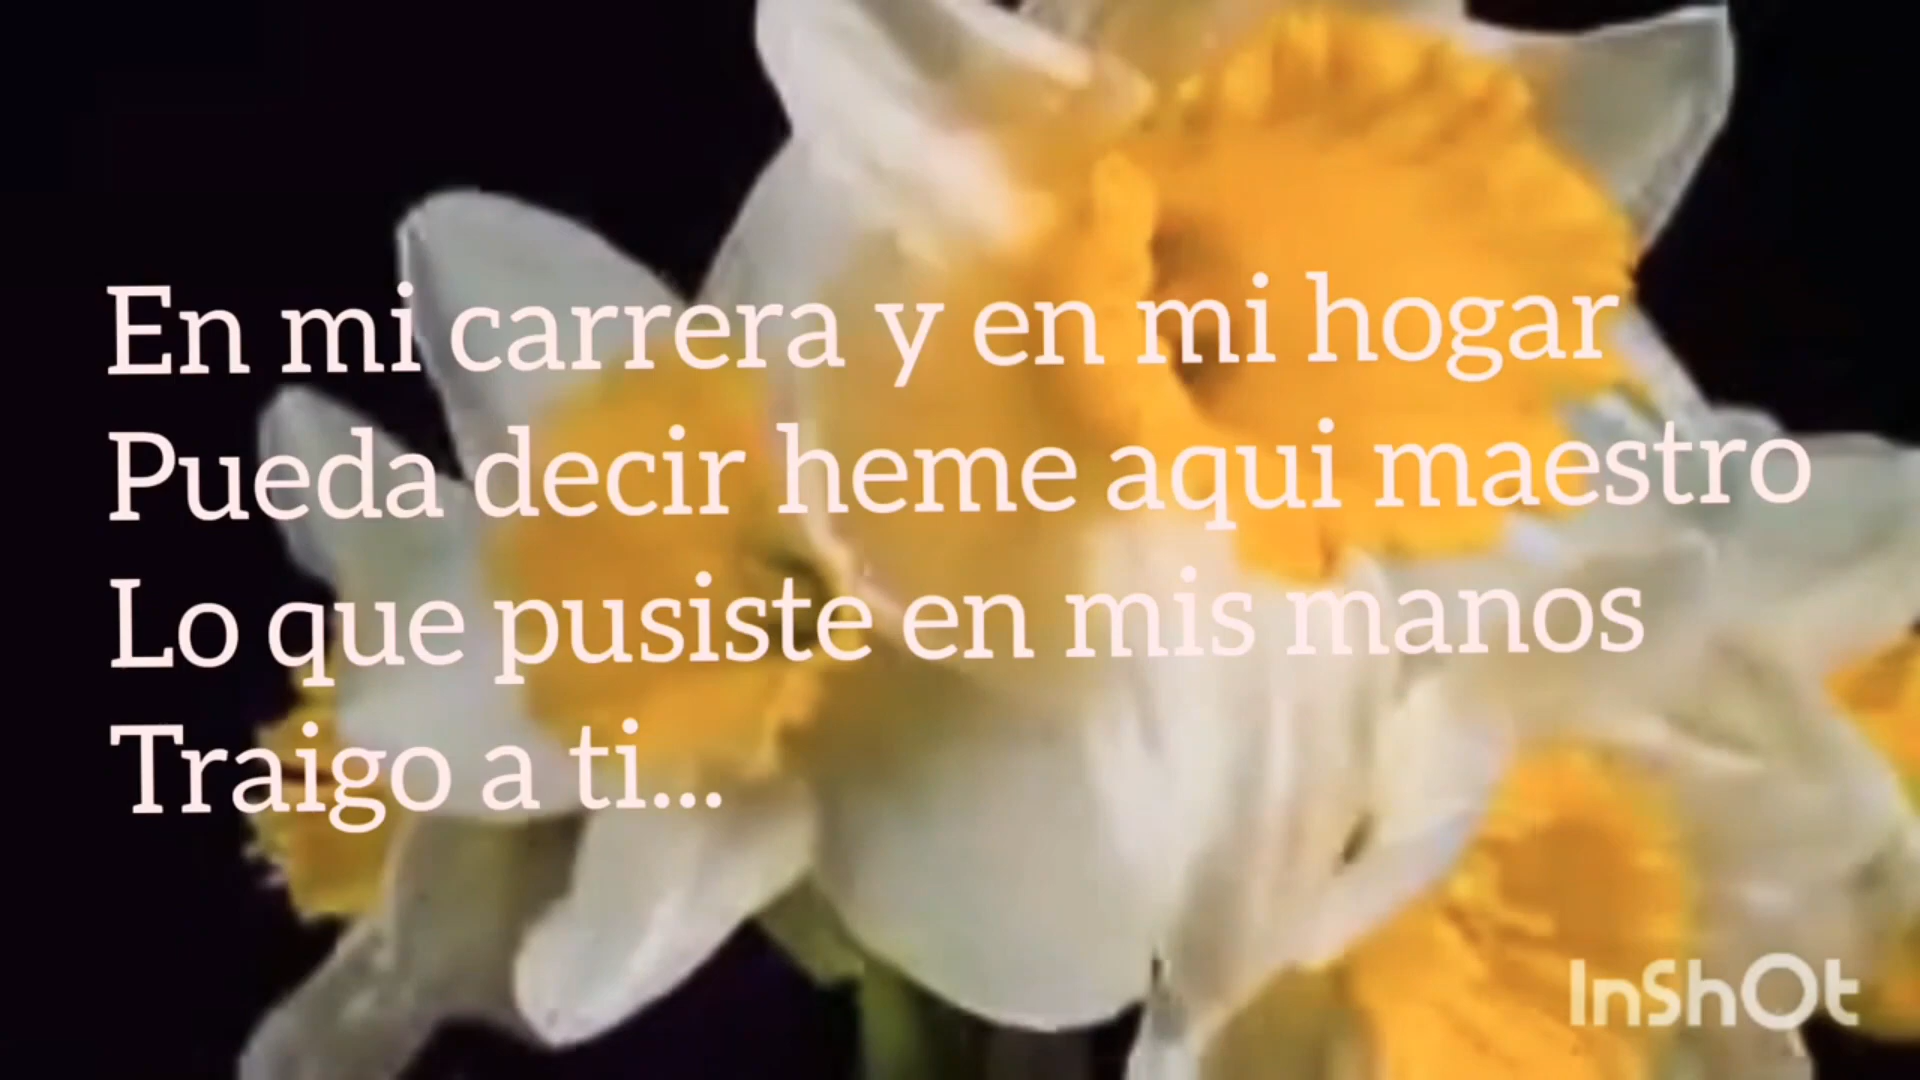 En mi carrera y en mi hogar
Pueda decir heme aqui maestro
Lo que pusiste en mis manos
Traigo a ti...
InShOt